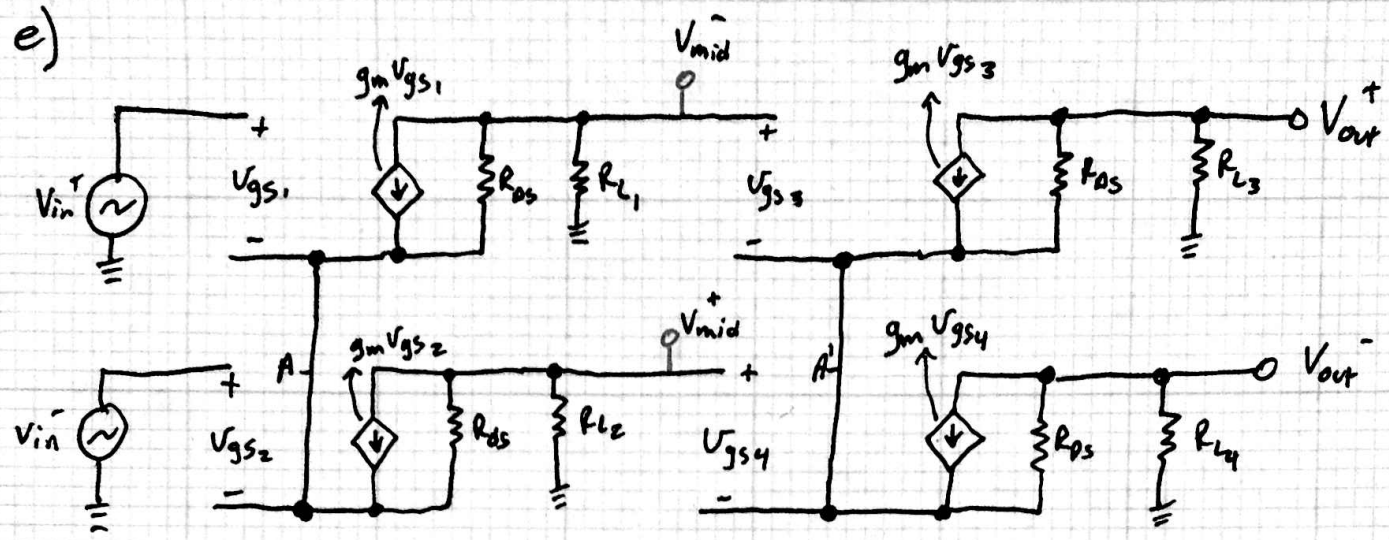 e)
Vmid⁻
gmVgs1
gmVgs3
+
+
Vout⁺
Vin⁺
Vgs1
RDS
RL1
Vgs3
RDS
RL3
-
-
Vmid⁺
gmVgs2
gmVgs4
+
A
+
A'
Vout⁻
Vin⁻
Vgs2
Rds
RL2
Vgs4
RDS
RL4
-
-